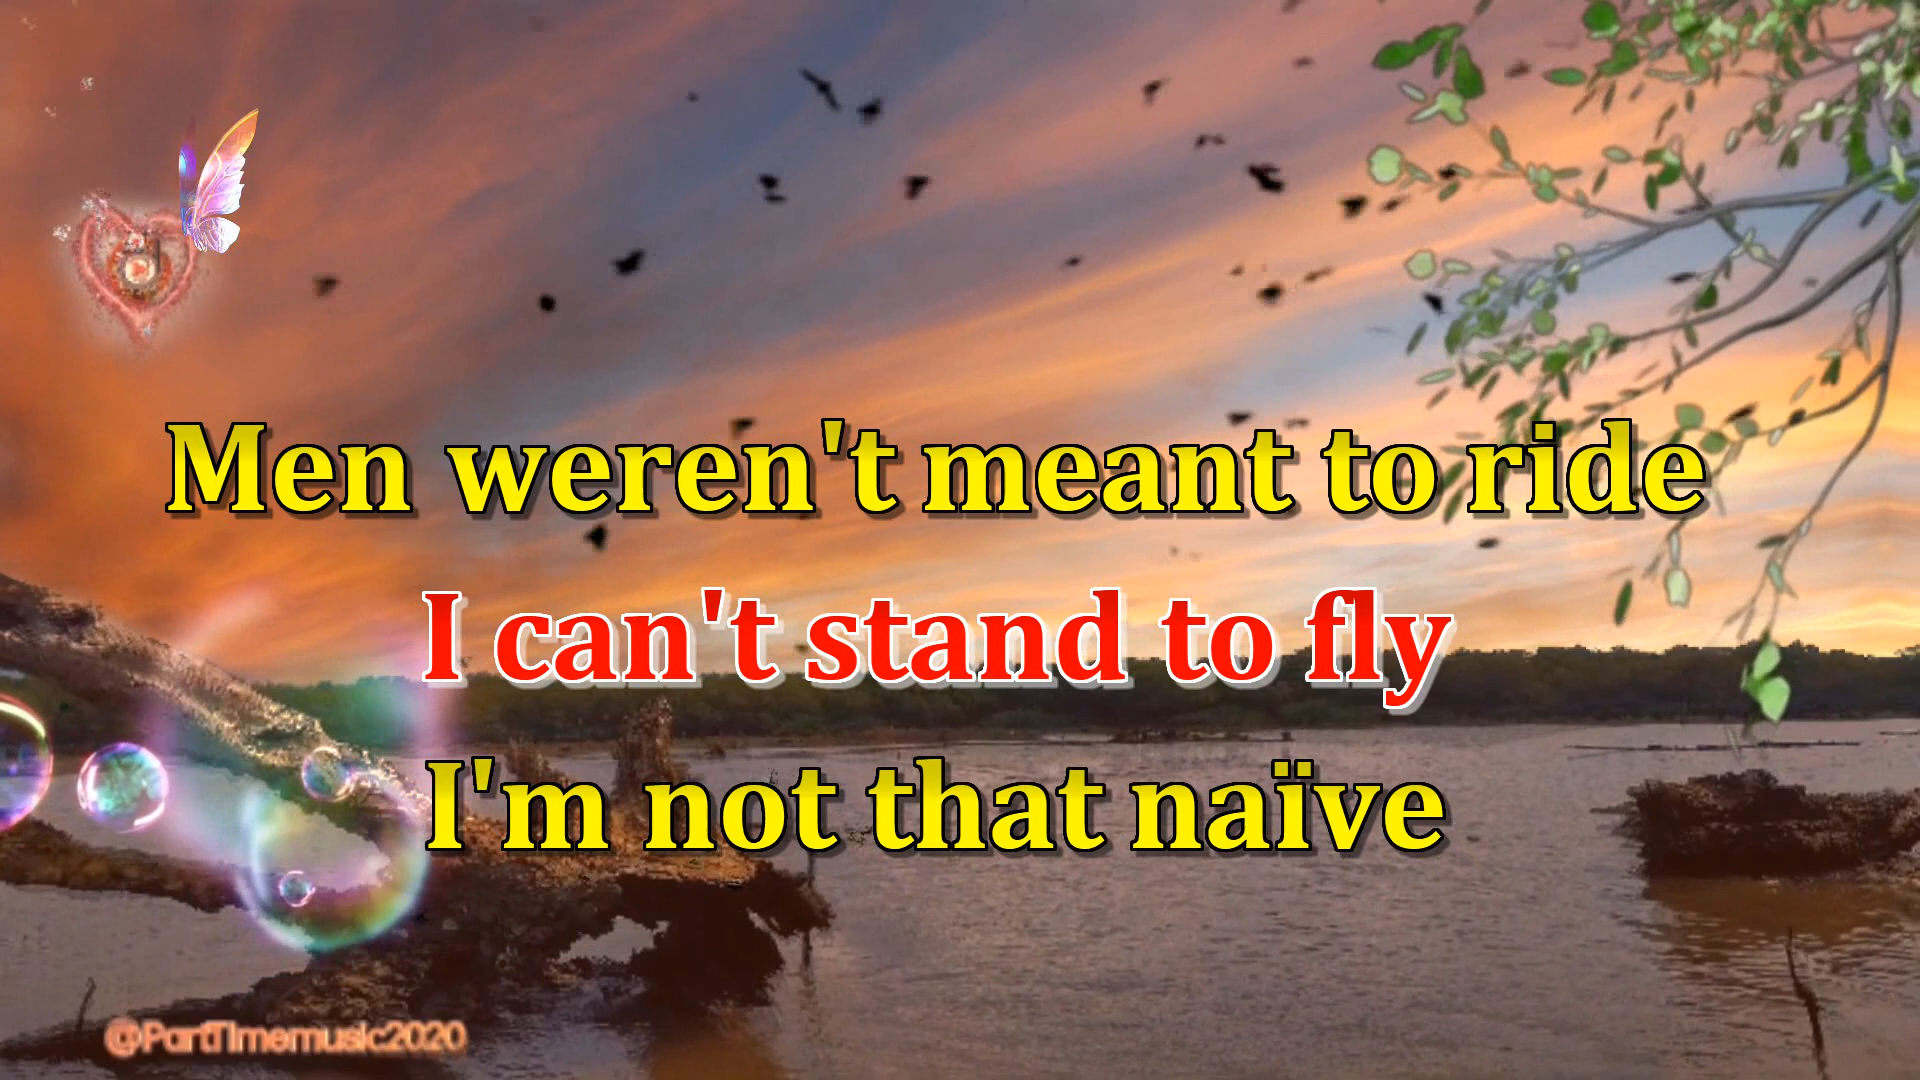 Men weren't meant to ride
I can't stand to fly
I'm not that naïve
@PartTimemusic2020